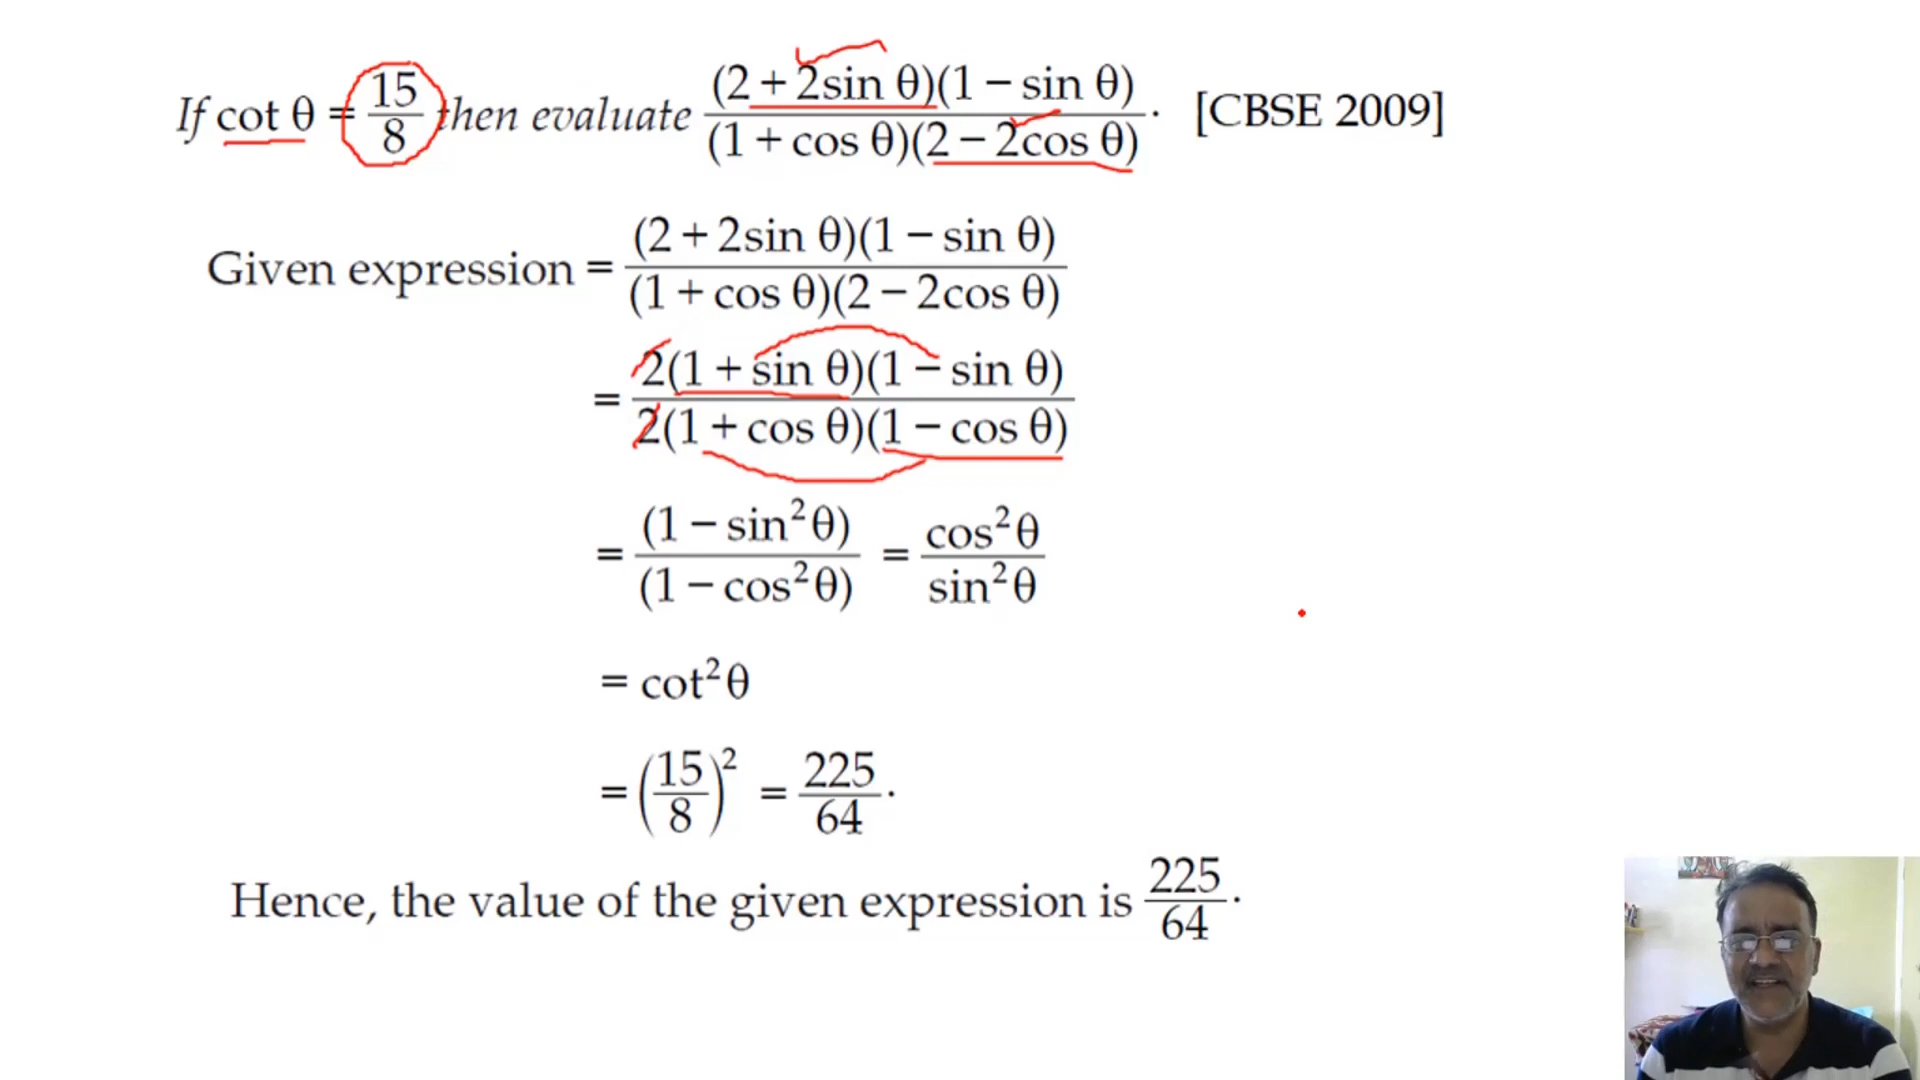 If cot θ = 15/8 then evaluate (2 + 2sin θ)(1 − sin θ) / (1 + cos θ)(2 − 2cos θ) · [CBSE 2009]
Given expression = (2 + 2sin θ)(1 − sin θ) / (1 + cos θ)(2 − 2cos θ)
= 2(1 + sin θ)(1 − sin θ) / 2(1 + cos θ)(1 − cos θ)
= (1 − sin²θ) / (1 − cos²θ) = cos²θ / sin²θ
= cot²θ
= (15/8)² = 225/64 ·
Hence, the value of the given expression is 225/64 ·